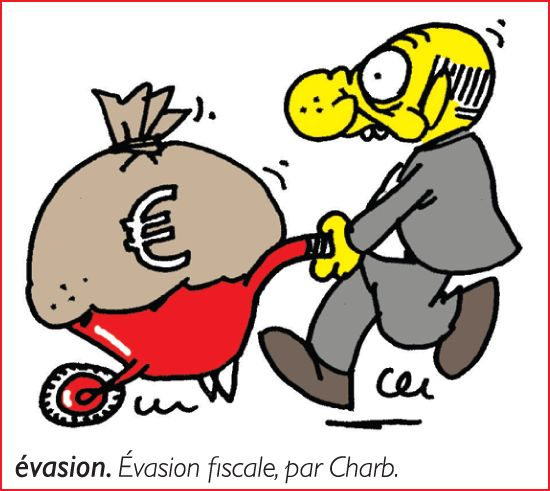 €
évasion. Évasion fiscale, par Charb.